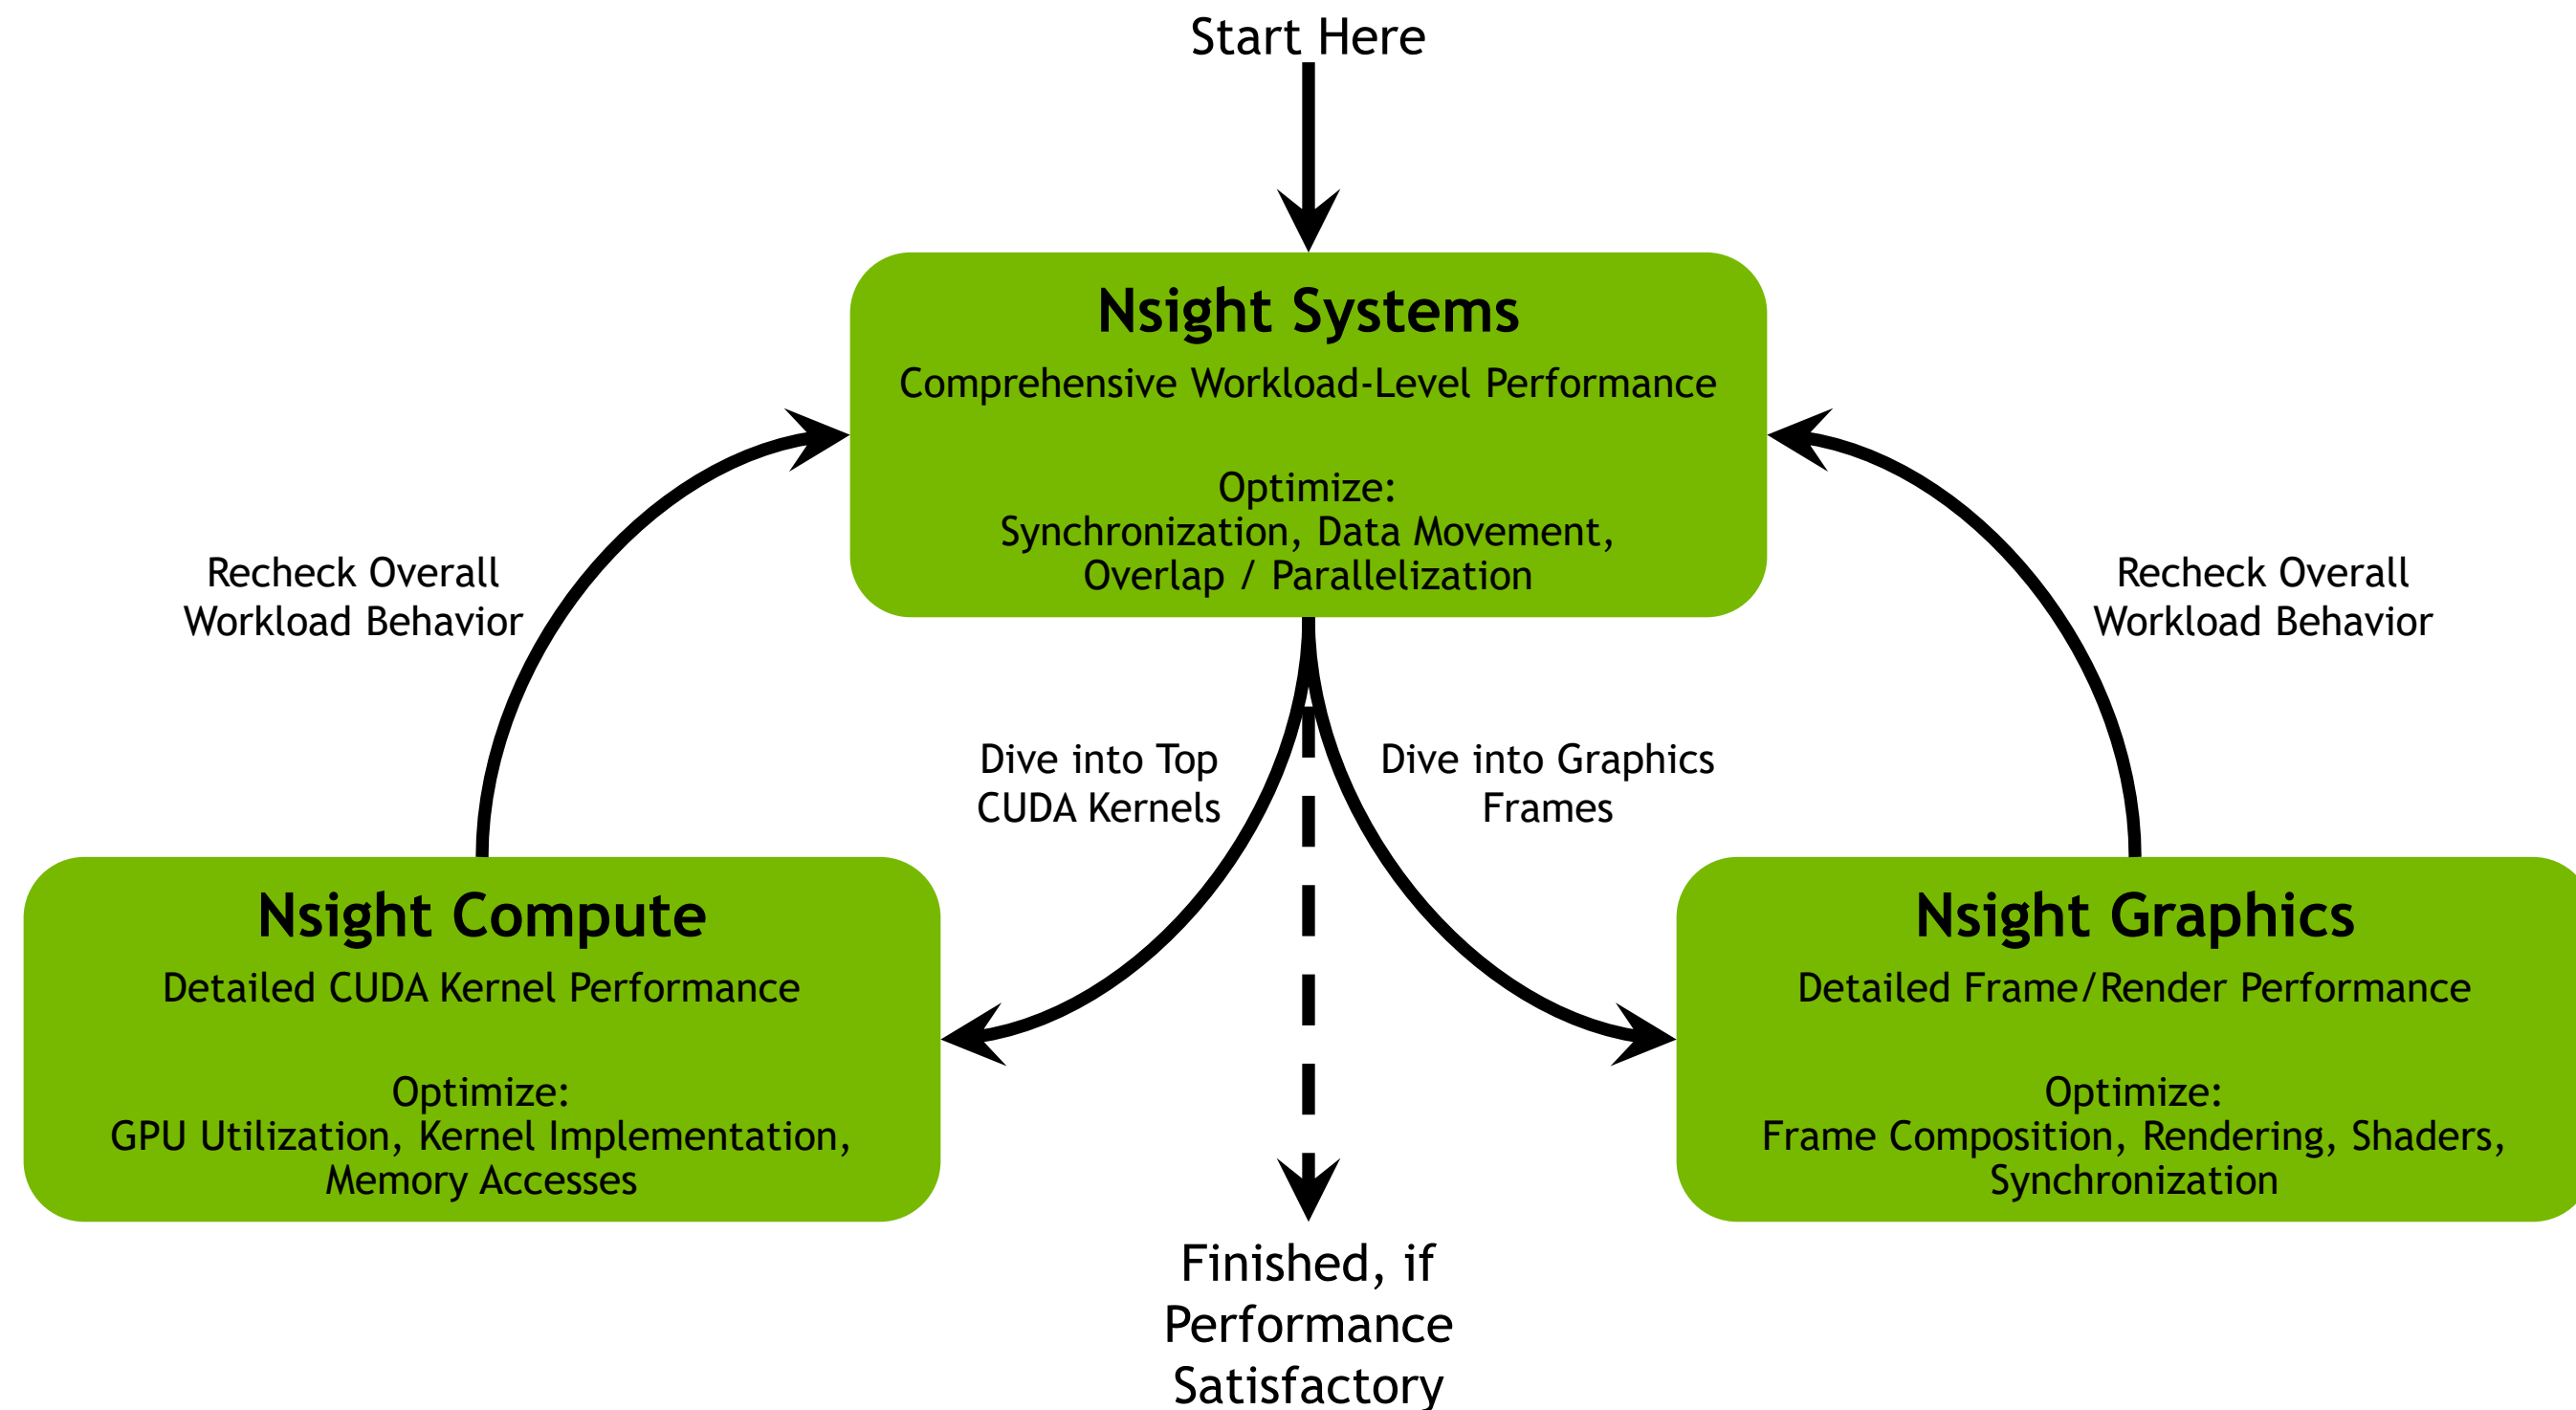 Start Here
Nsight Systems
Comprehensive Workload-Level Performance
Optimize:
Synchronization, Data Movement,
Overlap / Parallelization
Recheck Overall
Workload Behavior
Recheck Overall
Workload Behavior
Dive into Top
CUDA Kernels
Dive into Graphics
Frames
Nsight Compute
Detailed CUDA Kernel Performance
Optimize:
GPU Utilization, Kernel Implementation,
Memory Accesses
Nsight Graphics
Detailed Frame/Render Performance
Optimize:
Frame Composition, Rendering, Shaders,
Synchronization
Finished, if
Performance
Satisfactory